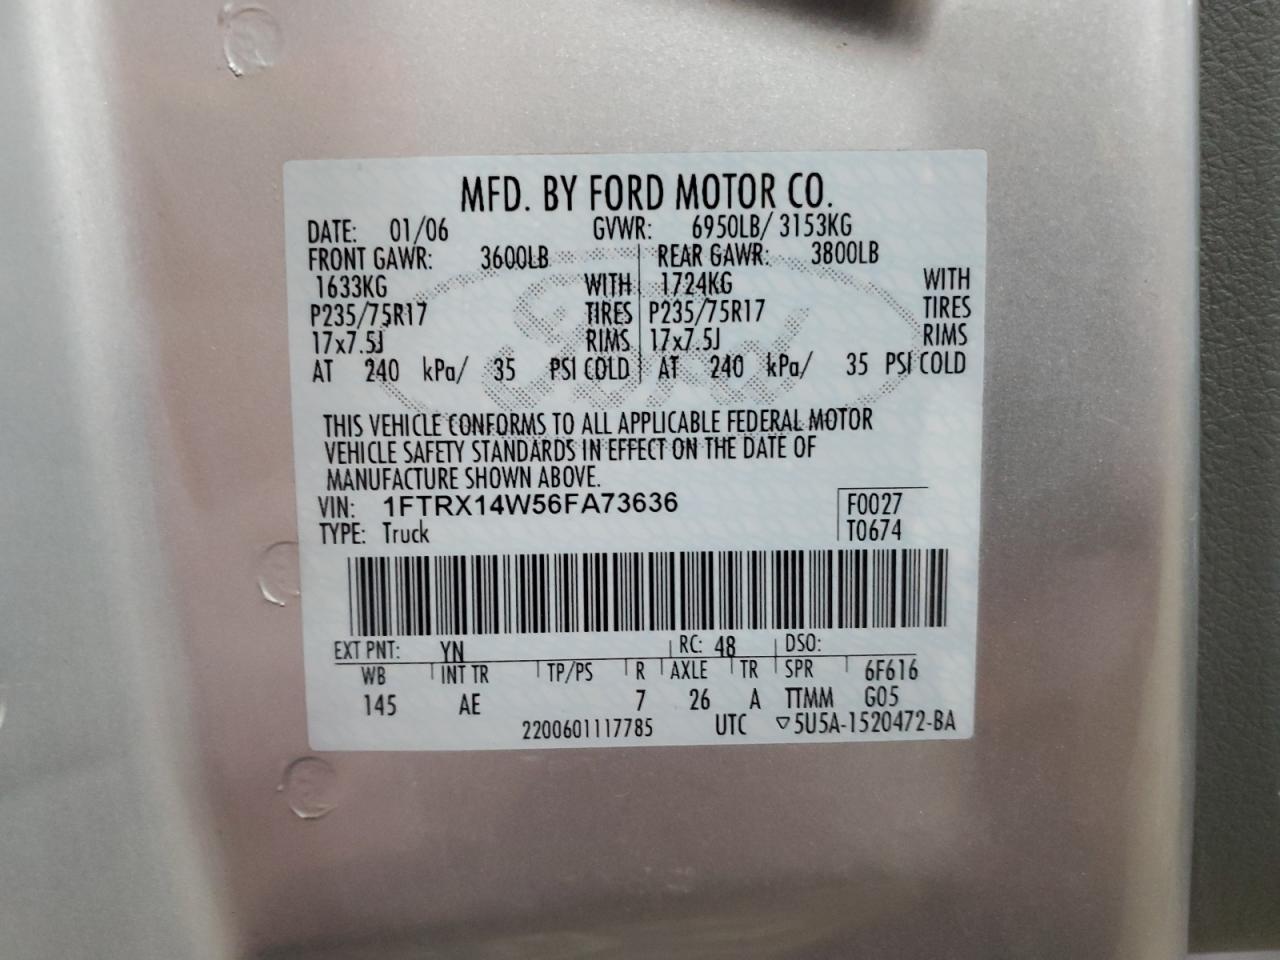 MFD. BY FORD MOTOR CO.
DATE: 01/06 GVWR: 6950LB/ 3153KG
FRONT GAWR: 3600LB REAR GAWR: 3800LB
1633KG WITH 1724KG WITH
P235/75R17 TIRES P235/75R17 TIRES
17x7.5J RIMS 17x7.5J RIMS
AT 240 kPa/ 35 PSI COLD AT 240 kPa/ 35 PSI COLD
THIS VEHICLE CONFORMS TO ALL APPLICABLE FEDERAL MOTOR
VEHICLE SAFETY STANDARDS IN EFFECT ON THE DATE OF
MANUFACTURE SHOWN ABOVE.
VIN: 1FTRX14W56FA73636 F0027
TYPE: Truck T0674
EXT PNT: YN RC: 48 DSO:
WB INT TR TP/PS R AXLE TR SPR 6F616
145 AE 7 26 A TTMM G05
2200601117785 UTC ▽5U5A-1520472-BA